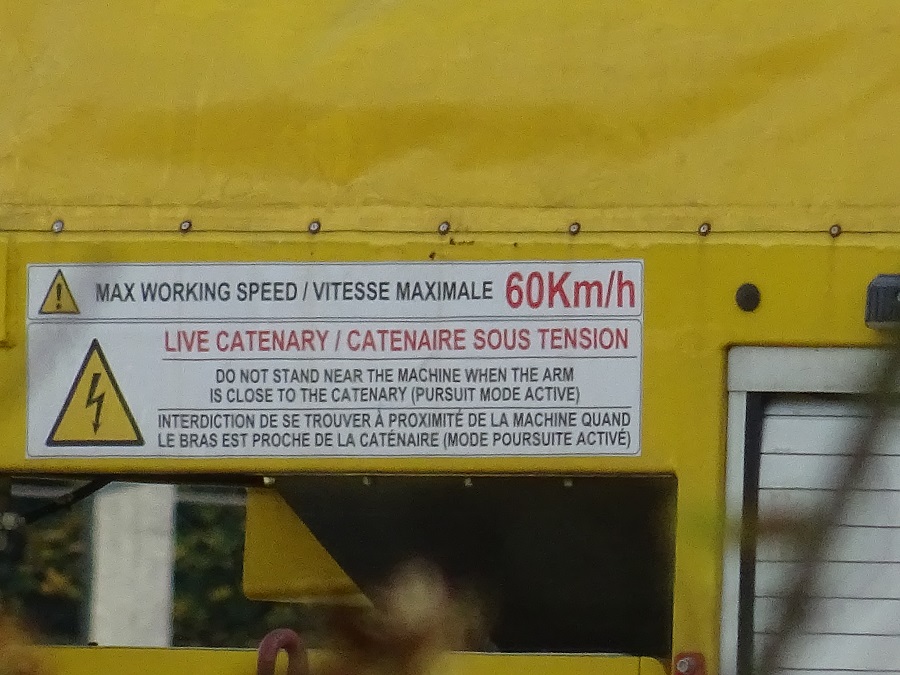 MAX WORKING SPEED / VITESSE MAXIMALE 60Km/h
LIVE CATENARY / CATENAIRE SOUS TENSION
DO NOT STAND NEAR THE MACHINE WHEN THE ARM
IS CLOSE TO THE CATENARY (PURSUIT MODE ACTIVE)
INTERDICTION DE SE TROUVER À PROXIMITÉ DE LA MACHINE QUAND
LE BRAS EST PROCHE DE LA CATÉNAIRE (MODE POURSUITE ACTIVÉ)